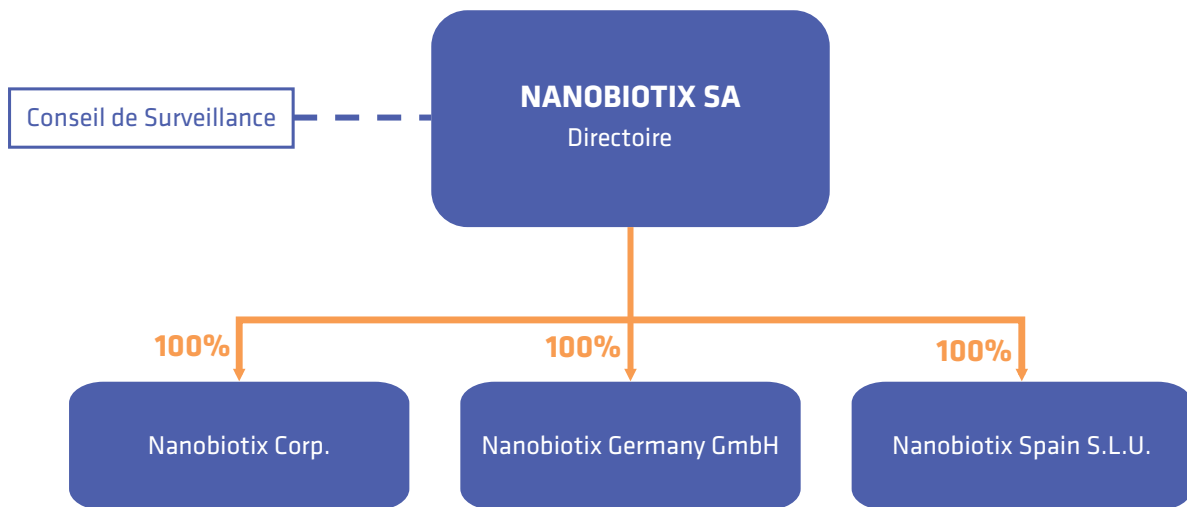 NANOBIOTIX SA
Directoire
Conseil de Surveillance
100%
100%
100%
Nanobiotix Corp.
Nanobiotix Germany GmbH
Nanobiotix Spain S.L.U.